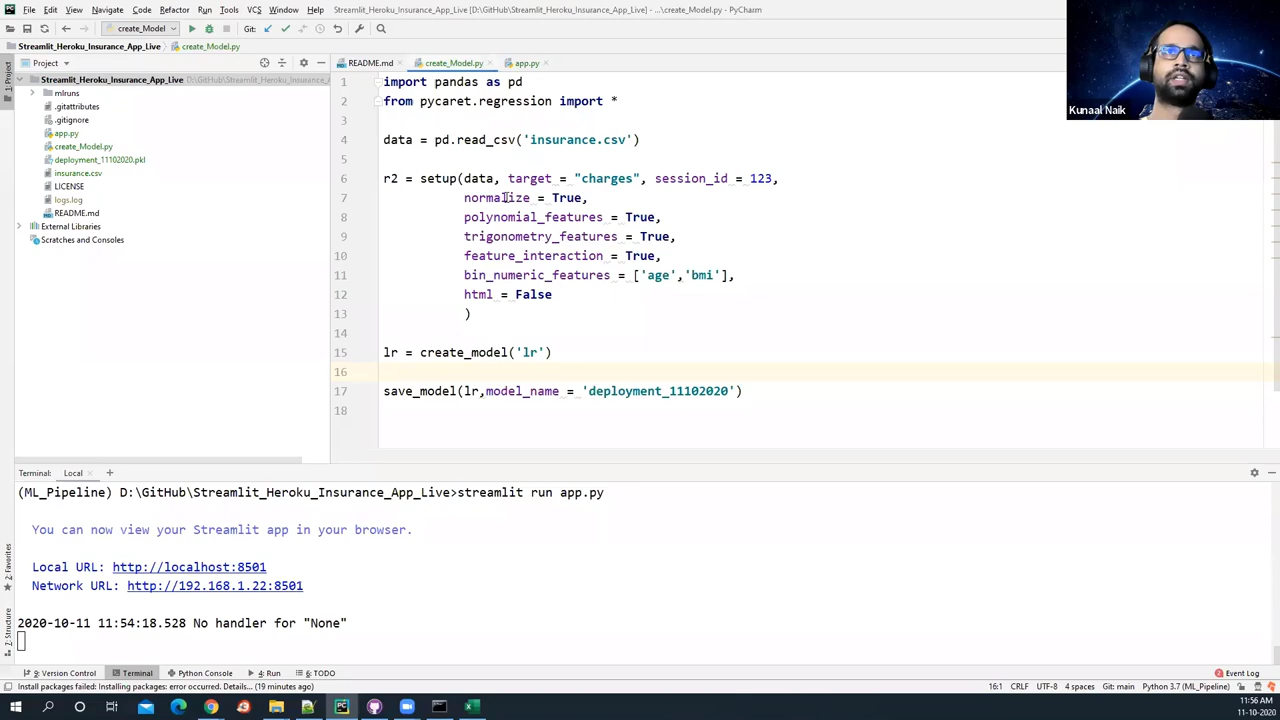 File Edit View Navigate Code Refactor Run Tools VCS Window Help Streamlit_Heroku_Insurance_App_Live [D:\GitHub\Streamlit_Heroku_Insurance_App_Live] - ...\create_Model.py - PyCharm
create_Model Git:
Streamlit_Heroku_Insurance_App_Live create_Model.py
Project README.md create_Model.py app.py
1: Project
Streamlit_Heroku_Insurance_App_Live D:\GitHub\Streamlit_Heroku_Insurance_A
mlruns
.gitattributes
.gitignore
app.py
create_Model.py
deployment_11102020.pkl
insurance.csv
LICENSE
logs.log
README.md
External Libraries
Scratches and Consoles
1 import pandas as pd
2 from pycaret.regression import *
3
4 data = pd.read_csv('insurance.csv')
5
6 r2 = setup(data, target = "charges", session_id = 123,
7 normalize = True,
8 polynomial_features = True,
9 trigonometry_features = True,
10 feature_interaction = True,
11 bin_numeric_features = ['age','bmi'],
12 html = False
13 )
14
15 lr = create_model('lr')
16
17 save_model(lr,model_name = 'deployment_11102020')
18
Kunaal Naik
Terminal: Local +
(ML_Pipeline) D:\GitHub\Streamlit_Heroku_Insurance_App_Live>streamlit run app.py
You can now view your Streamlit app in your browser.
Local URL: http://localhost:8501
Network URL: http://192.168.1.22:8501
2020-10-11 11:54:18.528 No handler for "None"
2: Favorites
7: Structure
9: Version Control Terminal Python Console 4: Run 6: TODO 2 Event Log
Install packages failed: Installing packages: error occurred. Details... (19 minutes ago) 16:1 CRLF UTF-8 4 spaces Git: main Python 3.7 (ML_Pipeline)
11:56 AM
11-10-2020